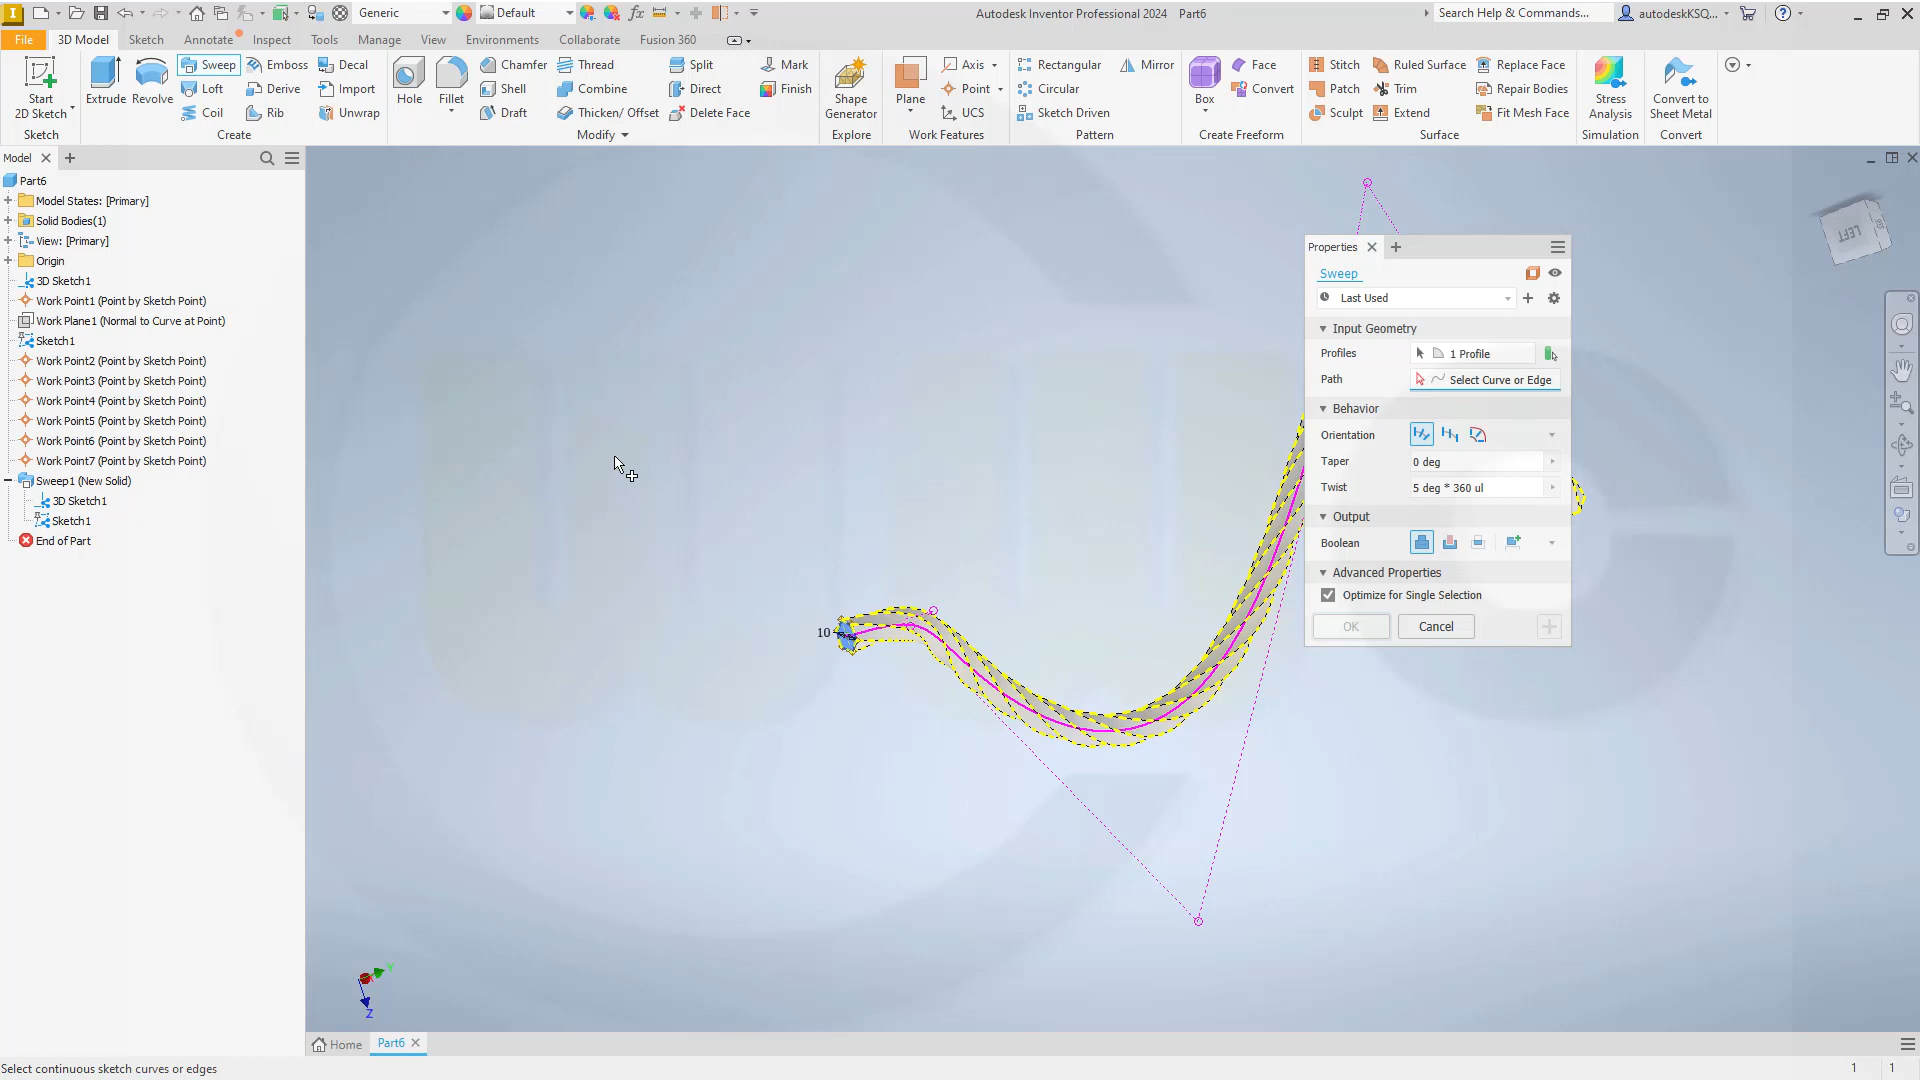 Generic
Default
Autodesk Inventor Professional 2024 Part6
Search Help & Commands...
autodeskKSQ...
File
3D Model
Sketch
Annotate
Inspect
Tools
Manage
View
Environments
Collaborate
Fusion 360
Start
2D Sketch
Extrude
Revolve
Sweep
Loft
Coil
Emboss
Derive
Rib
Decal
Import
Unwrap
Hole
Fillet
Chamfer
Shell
Draft
Thread
Combine
Thicken/ Offset
Split
Direct
Delete Face
Mark
Finish
Shape
Generator
Plane
Axis
Point
UCS
Rectangular
Circular
Sketch Driven
Mirror
Box
Face
Convert
Stitch
Patch
Sculpt
Ruled Surface
Trim
Extend
Replace Face
Repair Bodies
Fit Mesh Face
Stress
Analysis
Convert to
Sheet Metal
Sketch
Create
Modify
Explore
Work Features
Pattern
Create Freeform
Surface
Simulation
Convert
Model
Part6
Model States: [Primary]
Solid Bodies(1)
View: [Primary]
Origin
3D Sketch1
Work Point1 (Point by Sketch Point)
Work Plane1 (Normal to Curve at Point)
Sketch1
Work Point2 (Point by Sketch Point)
Work Point3 (Point by Sketch Point)
Work Point4 (Point by Sketch Point)
Work Point5 (Point by Sketch Point)
Work Point6 (Point by Sketch Point)
Work Point7 (Point by Sketch Point)
Sweep1 (New Solid)
3D Sketch1
Sketch1
End of Part
LEFT
10
Properties
Sweep
Last Used
Input Geometry
Profiles
1 Profile
Path
Select Curve or Edge
Behavior
Orientation
Taper
0 deg
Twist
5 deg * 360 ul
Output
Boolean
Advanced Properties
Optimize for Single Selection
OK
Cancel
Y
Z
Home
Part6
Select continuous sketch curves or edges
1
1